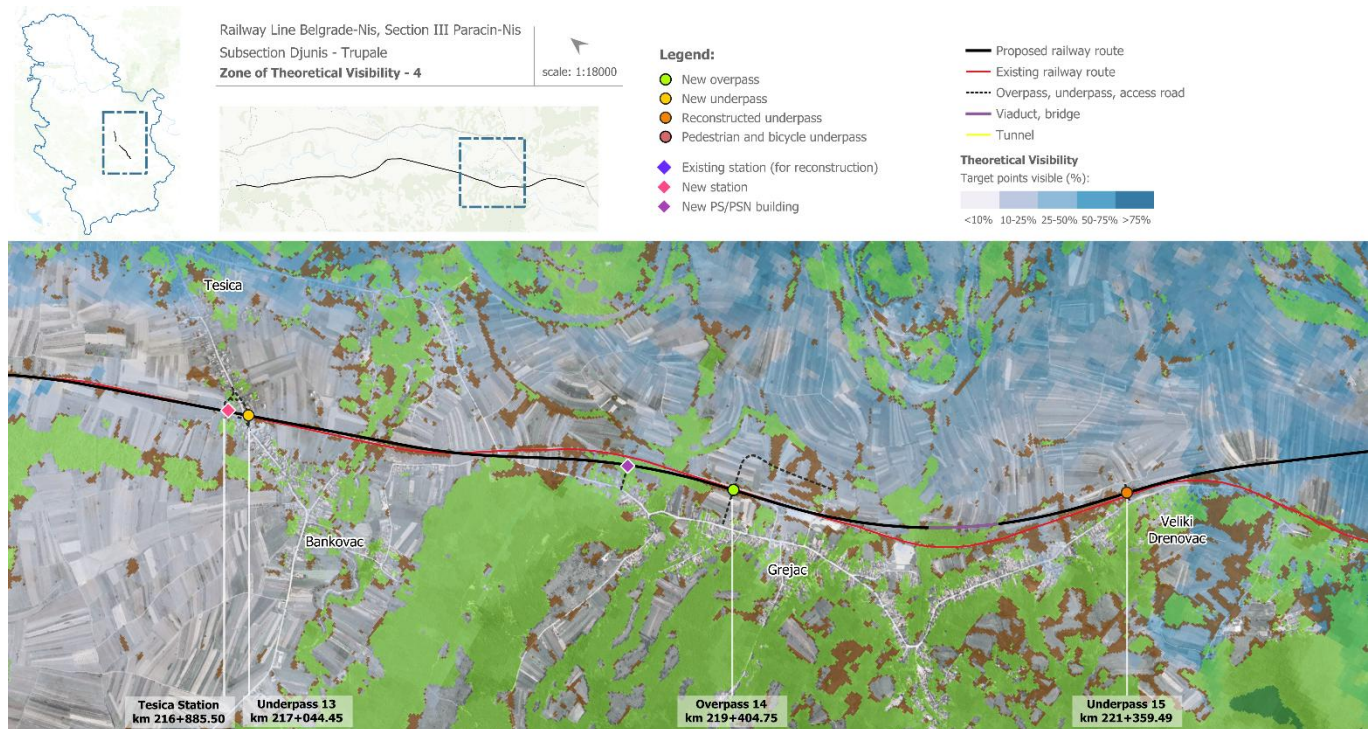 Railway Line Belgrade-Nis, Section III Paracin-Nis
Subsection Djunis - Trupale
Zone of Theoretical Visibility - 4
scale: 1:18000
Legend:
New overpass
New underpass
Reconstructed underpass
Pedestrian and bicycle underpass
Existing station (for reconstruction)
New station
New PS/PSN building
Proposed railway route
Existing railway route
Overpass, underpass, access road
Viaduct, bridge
Tunnel
Theoretical Visibility
Target points visible (%):
<10% 10-25% 25-50% 50-75% >75%
Tesica
Bankovac
Grejac
Veliki
Drenovac
Tesica Station
km 216+885.50
Underpass 13
km 217+044.45
Overpass 14
km 219+404.75
Underpass 15
km 221+359.49